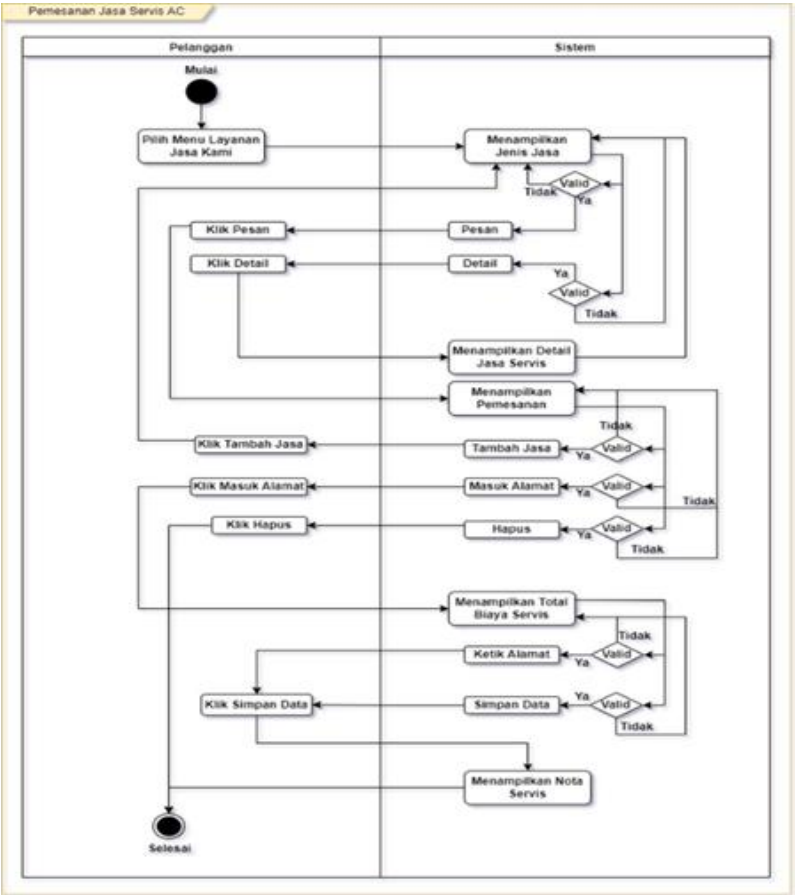 Pemesanan Jasa Servis AC
Pelanggan
Sistem
Mulai
Pilih Menu Layanan
Jasa Kami
Menampilkan
Jenis Jasa
Valid
Tidak
Ya
Klik Pesan
Pesan
Klik Detail
Detail
Ya
Valid
Tidak
Menampilkan Detail
Jasa Servis
Menampilkan
Pemesanan
Tidak
Klik Tambah Jasa
Tambah Jasa
Ya
Valid
Klik Masuk Alamat
Masuk Alamat
Ya
Valid
Tidak
Klik Hapus
Hapus
Ya
Valid
Tidak
Menampilkan Total
Biaya Servis
Tidak
Ketik Alamat
Ya
Valid
Klik Simpan Data
Simpan Data
Ya
Valid
Tidak
Menampilkan Nota
Servis
Selesai